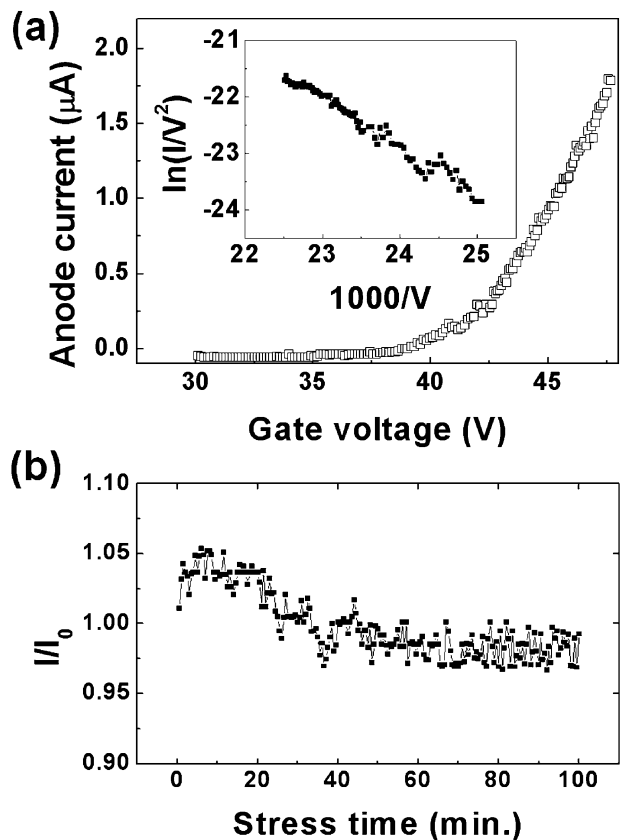 (a)
Anode current (μA)
2.0
1.5
1.0
0.5
0.0
30 35 40 45
Gate voltage (V)
ln(I/V²)
-21
-22
-23
-24
22 23 24 25
1000/V
(b)
I/I₀
1.10
1.05
1.00
0.95
0.90
0 20 40 60 80 100
Stress time (min.)